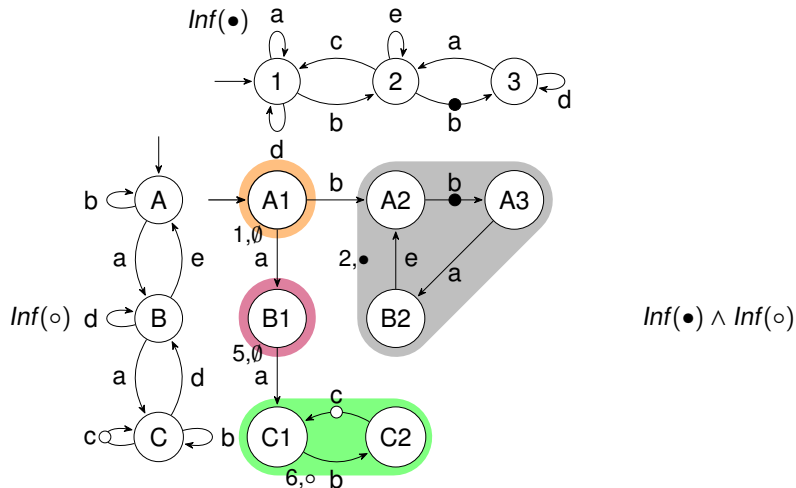 Inf(●)
a
e
c
a
1
2
3
d
b
b
d
b
A
A1
b
A2
b
A3
1,∅
a
e
a
2,●
e
a
Inf(○)
d
B
B1
B2
Inf(●) ∧ Inf(○)
5,∅
a
d
a
c
c
C
b
C1
C2
6,○
b